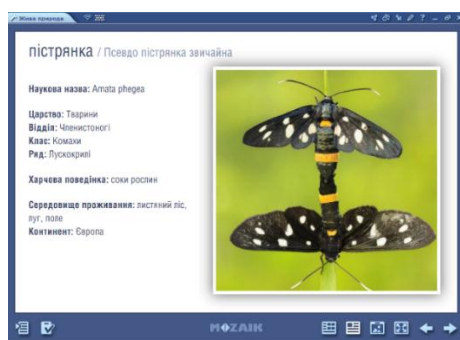 Жива природа
пістрянка / Псевдо пістрянка звичайна
Наукова назва: Amata phegea
Царство: Тварини
Відділ: Членистоногі
Клас: Комахи
Ряд: Лускокрилі
Харчова поведінка: соки рослин
Середовище проживання: листяний ліс,
луг, поле
Континент: Європа
MOZAIK